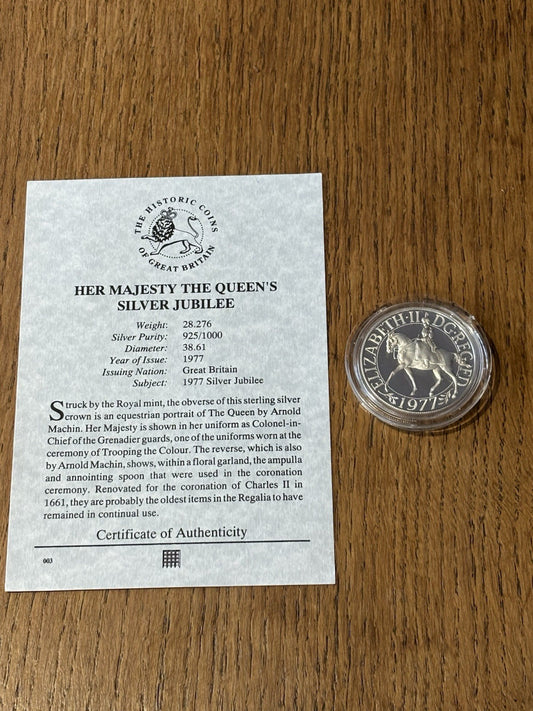 THE HISTORIC COINS
OF GREAT BRITAIN
HER MAJESTY THE QUEEN'S
SILVER JUBILEE
Weight: 28.276
Silver Purity: 925/1000
Diameter: 38.61
Year of Issue: 1977
Issuing Nation: Great Britain
Subject: 1977 Silver Jubilee
Struck by the Royal mint, the obverse of this sterling silver
crown is an equestrian portrait of The Queen by Arnold
Machin. Her Majesty is shown in her uniform as Colonel-in-
Chief of the Grenadier guards, one of the uniforms worn at the
ceremony of Trooping the Colour. The reverse, which is also
by Arnold Machin, shows, within a floral garland, the ampulla
and annointing spoon that were used in the coronation
ceremony. Renovated for the coronation of Charles II in
1661, they are probably the oldest items in the Regalia to have
remained in continual use.
Certificate of Authenticity
003
ELIZABETH·II D·G·REG·F·D
1977